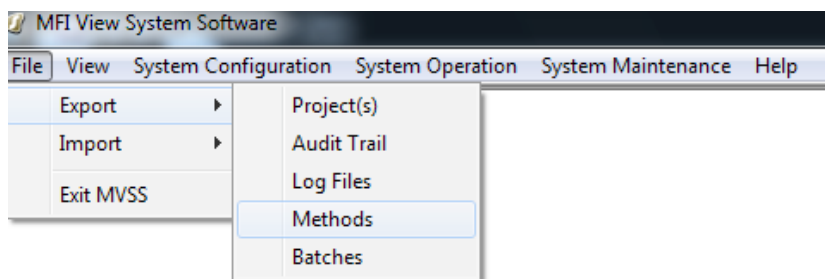 MFI View System Software
File View System Configuration System Operation System Maintenance Help
Export
Import
Exit MVSS
Project(s)
Audit Trail
Log Files
Methods
Batches